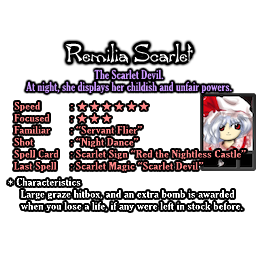 Remilia Scarlet
The Scarlet Devil.
At night, she displays her childish and unfair powers.
Speed : ★★★★★★
Focused : ★★★
Familiar : "Servant Flier"
Shot : "Night Dance"
Spell Card : Scarlet Sign "Red the Nightless Castle"
Last Spell : Scarlet Magic "Scarlet Devil"
* Characteristics
Large graze hitbox, and an extra bomb is awarded
when you lose a life, if any were left in stock before.